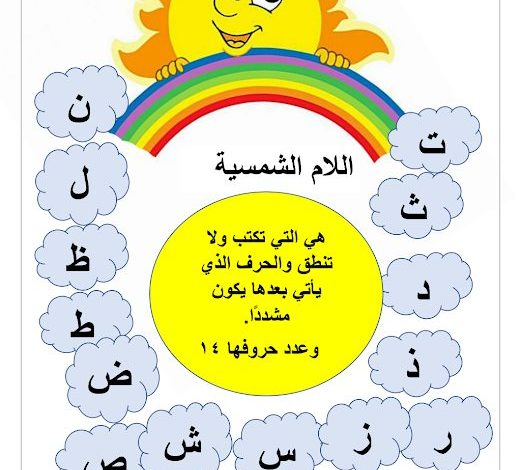 اللام الشمسية
هي التي تكتب ولا
تنطق والحرف الذي
يأتي بعدها يكون
مشددًا.
وعدد حروفها ١٤
ت
ث
د
ذ
ر
ز
س
ش
ص
ض
ط
ظ
ل
ن